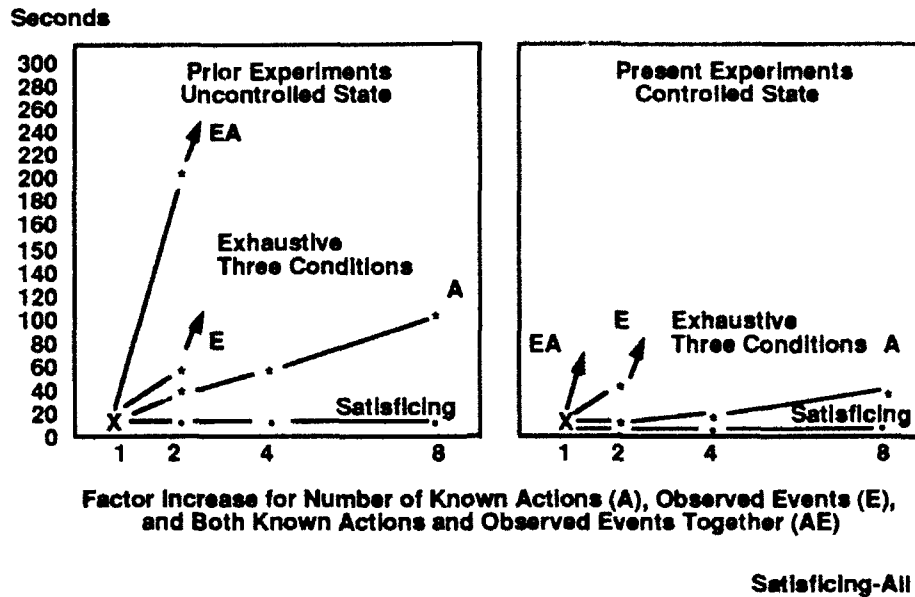 Seconds
300
280
260
240
220
200
180
160
150
140
120
100
80
60
40
20
0
Prior Experiments
Uncontrolled State
EA
Exhaustive
Three Conditions
A
E
Satisficing
X
1 2 4 8
Present Experiments
Controlled State
EA
E
Exhaustive
Three Conditions A
Satisficing
X
1 2 4 8
Factor Increase for Number of Known Actions (A), Observed Events (E),
and Both Known Actions and Observed Events Together (AE)
Satisficing-All